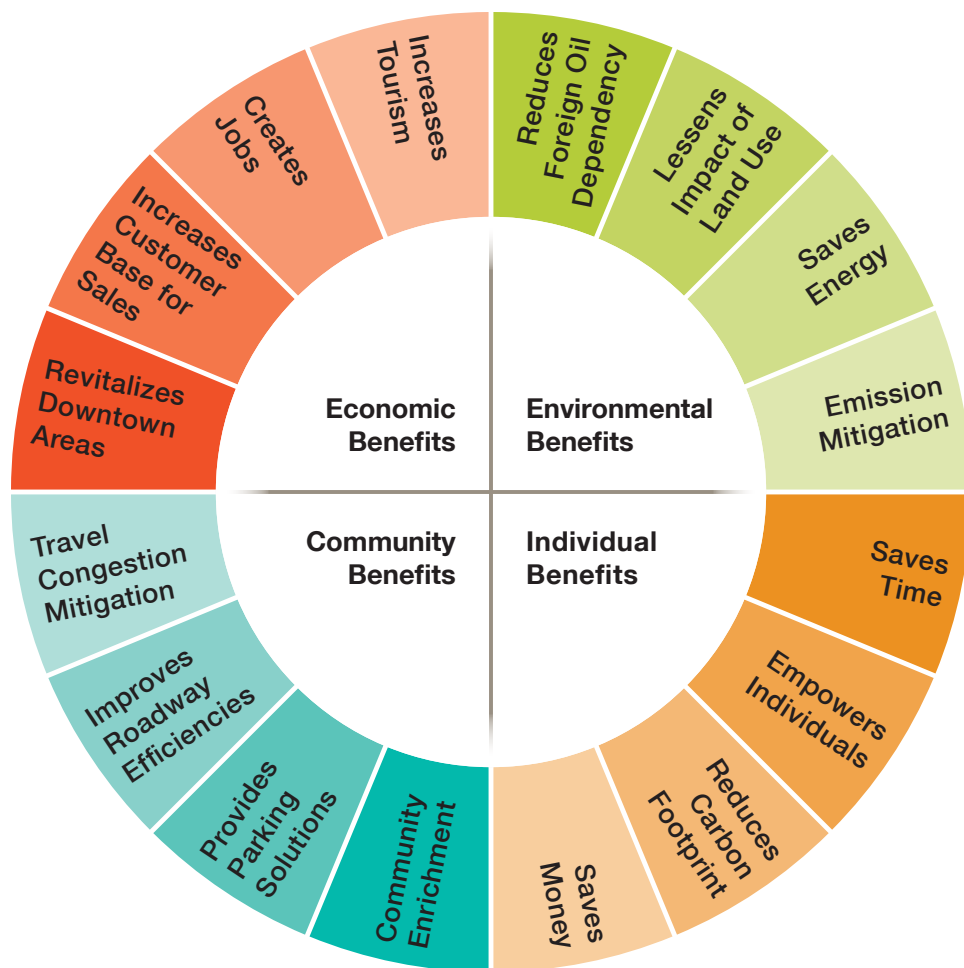 Increases
Tourism
Reduces
Foreign Oil
Dependency
Lessens
Impact of
Land Use
Saves
Energy
Emission
Mitigation
Saves
Time
Empowers
Individuals
Reduces
Carbon
Footprint
Saves
Money
Community
Enrichment
Provides
Parking
Solutions
Improves
Roadway
Efficiencies
Travel
Congestion
Mitigation
Revitalizes
Downtown
Areas
Increases
Customer
Base for
Sales
Creates
Jobs
Economic
Benefits
Environmental
Benefits
Community
Benefits
Individual
Benefits